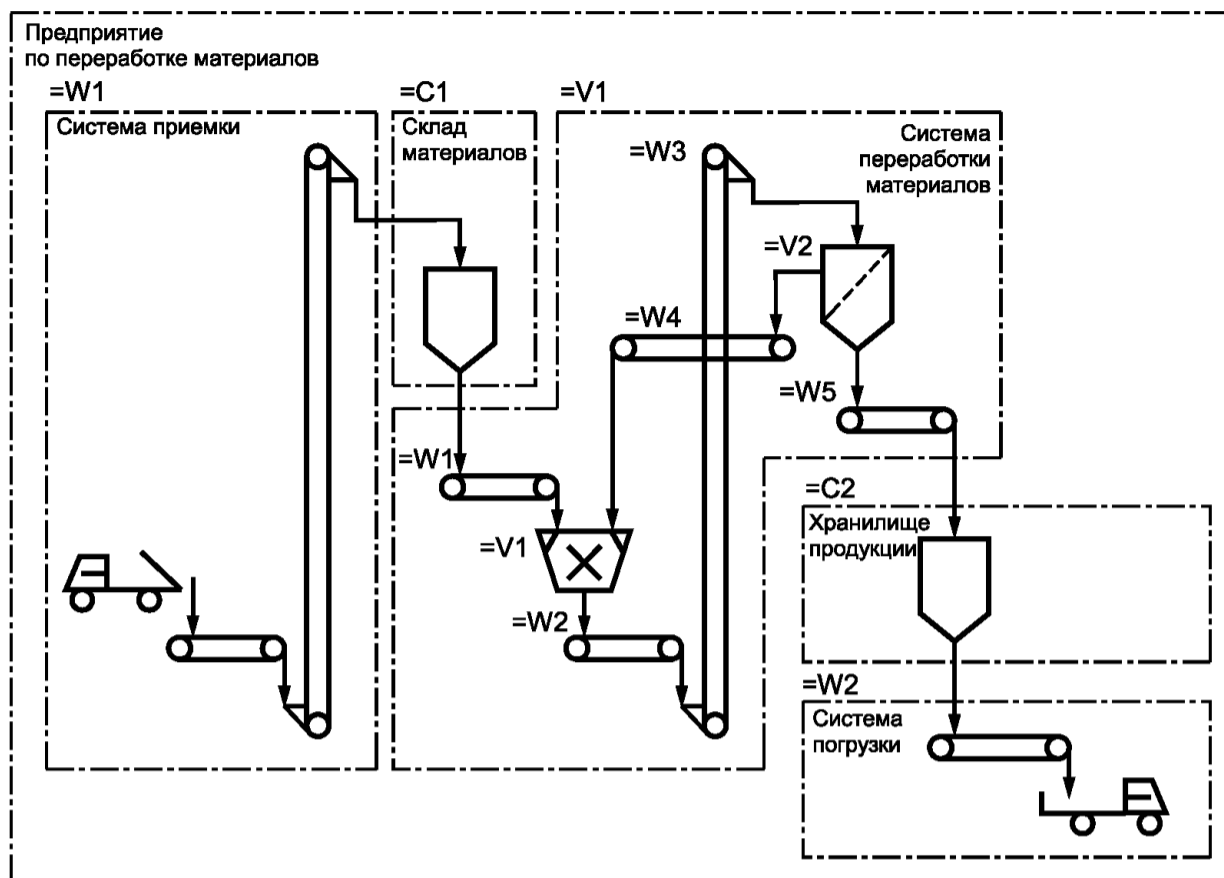 Предприятие
по переработке материалов
=W1
Система приемки
=C1
Склад
материалов
=V1
Система
переработки
материалов
=W3
=V2
=W4
=W5
=W1
=V1
=W2
=C2
Хранилище
продукции
=W2
Система
погрузки